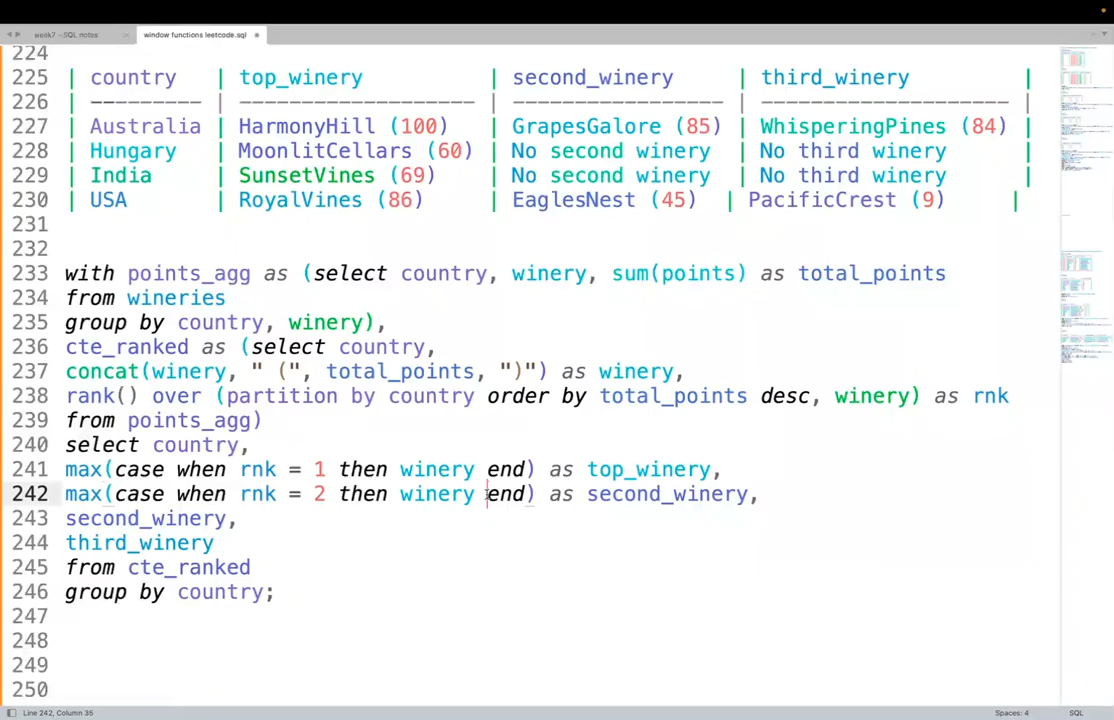 week7 --SQL notes
window functions leetcode.sql
224
225 | country | top_winery | second_winery | third_winery |
226 | --------- | ------------------- | ----------------- | -------------------- |
227 | Australia | HarmonyHill (100) | GrapesGalore (85) | WhisperingPines (84) |
228 | Hungary | MoonlitCellars (60) | No second winery | No third winery |
229 | India | SunsetVines (69) | No second winery | No third winery |
230 | USA | RoyalVines (86) | EaglesNest (45) | PacificCrest (9) |
231
232
233 with points_agg as (select country, winery, sum(points) as total_points
234 from wineries
235 group by country, winery),
236 cte_ranked as (select country,
237 concat(winery, " (", total_points, ")") as winery,
238 rank() over (partition by country order by total_points desc, winery) as rnk
239 from points_agg)
240 select country,
241 max(case when rnk = 1 then winery end) as top_winery,
242 max(case when rnk = 2 then winery end) as second_winery,
243 second_winery,
244 third_winery
245 from cte_ranked
246 group by country;
247
248
249
250
Line 242, Column 35
Spaces: 4
SQL